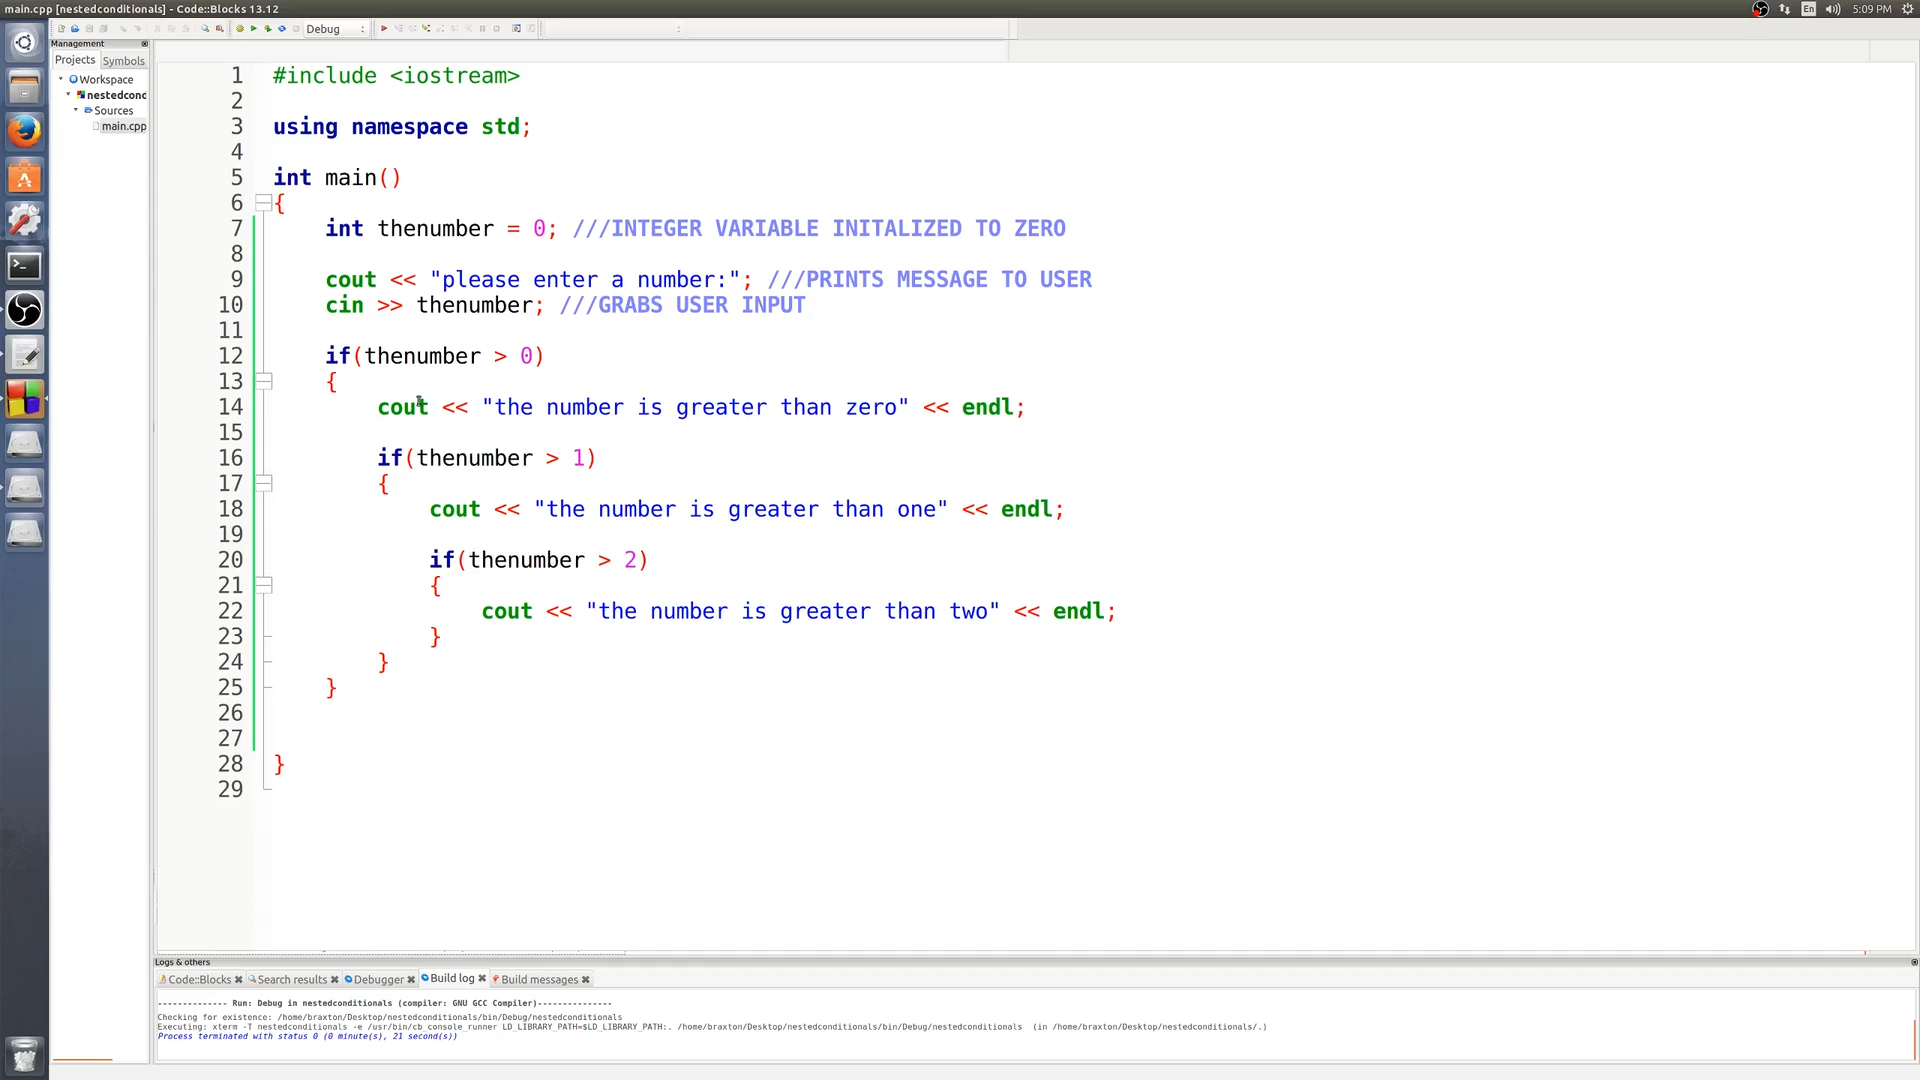 main.cpp [nestedconditionals] - Code::Blocks 13.12
En
5:09 PM
Debug
Management
Projects
Symbols
Workspace
nestedcond
Sources
main.cpp
1 #include <iostream>
2
3 using namespace std;
4
5 int main()
6 {
7 int thenumber = 0; ///INTEGER VARIABLE INITALIZED TO ZERO
8
9 cout << "please enter a number:"; ///PRINTS MESSAGE TO USER
10 cin >> thenumber; ///GRABS USER INPUT
11
12 if(thenumber > 0)
13 {
14 cout << "the number is greater than zero" << endl;
15
16 if(thenumber > 1)
17 {
18 cout << "the number is greater than one" << endl;
19
20 if(thenumber > 2)
21 {
22 cout << "the number is greater than two" << endl;
23 }
24 }
25 }
26
27
28 }
29
Logs & others
Code::Blocks
Search results
Debugger
Build log
Build messages
-------------- Run: Debug in nestedconditionals (compiler: GNU GCC Compiler)---------------
Checking for existence: /home/braxton/Desktop/nestedconditionals/bin/Debug/nestedconditionals
Executing: xterm -T nestedconditionals -e /usr/bin/cb_console_runner LD_LIBRARY_PATH=$LD_LIBRARY_PATH:. /home/braxton/Desktop/nestedconditionals/bin/Debug/nestedconditionals (in /home/braxton/Desktop/nestedconditionals/.)
Process terminated with status 0 (0 minute(s), 21 second(s))